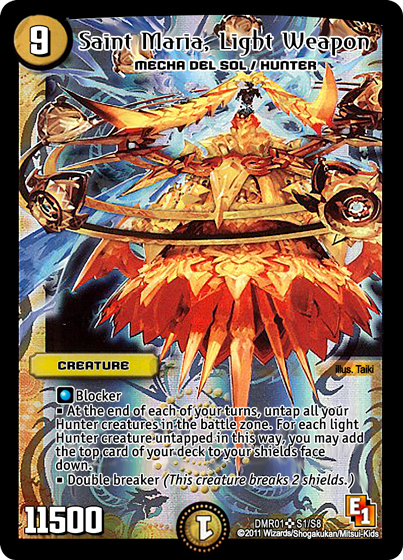 9
Saint Maria, Light Weapon
MECHA DEL SOL / HUNTER
CREATURE
illus. Taiki
Blocker
▪ At the end of each of your turns, untap all your
Hunter creatures in the battle zone. For each light
Hunter creature untapped in this way, you may add
the top card of your deck to your shields face
down.
▪ Double breaker (This creature breaks 2 shields.)
11500
1
E1
DMR01 S1/S8
©2011 Wizards/Shogakukan/Mitsui-Kids